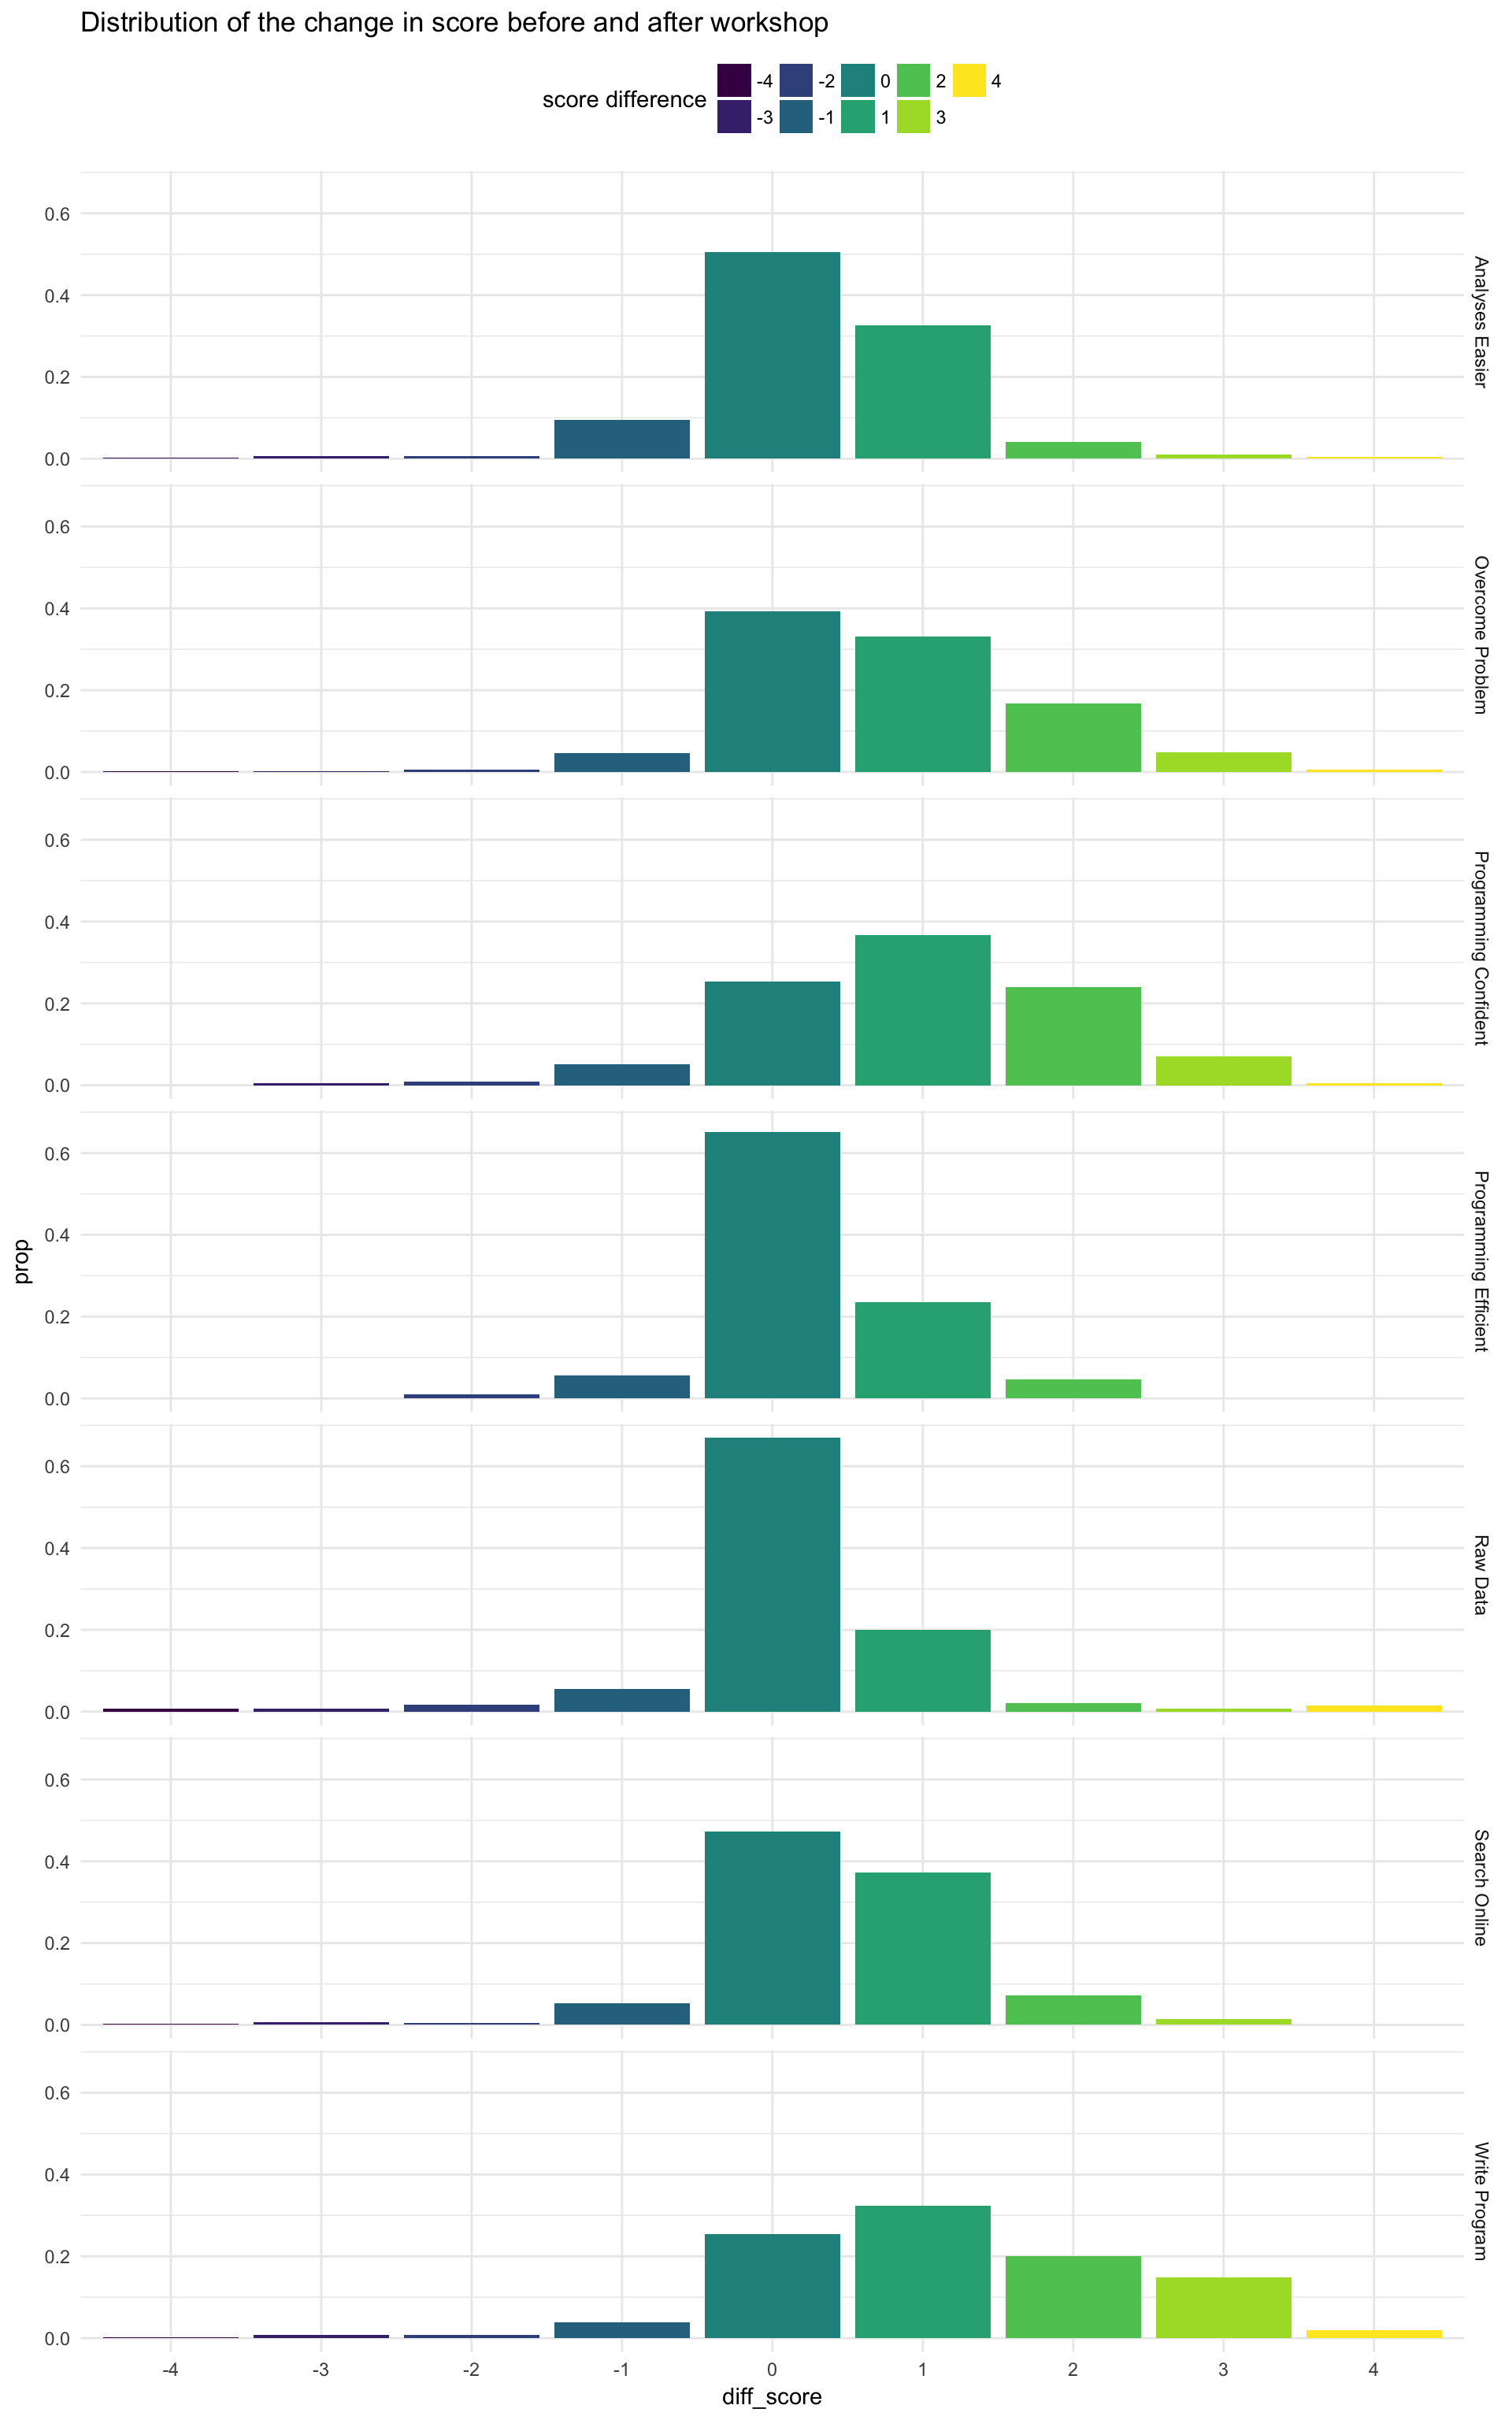 Distribution of the change in score before and after workshop
score difference
-4 -2 0 2 4
-3 -1 1 3
0.6
0.4
0.2
0.0
Analyses Easier
0.6
0.4
0.2
0.0
Overcome Problem
0.6
0.4
0.2
0.0
Programming Confident
prop
0.6
0.4
0.2
0.0
Programming Efficient
0.6
0.4
0.2
0.0
Raw Data
0.6
0.4
0.2
0.0
Search Online
0.6
0.4
0.2
0.0
Write Program
-4 -3 -2 -1 0 1 2 3 4
diff_score